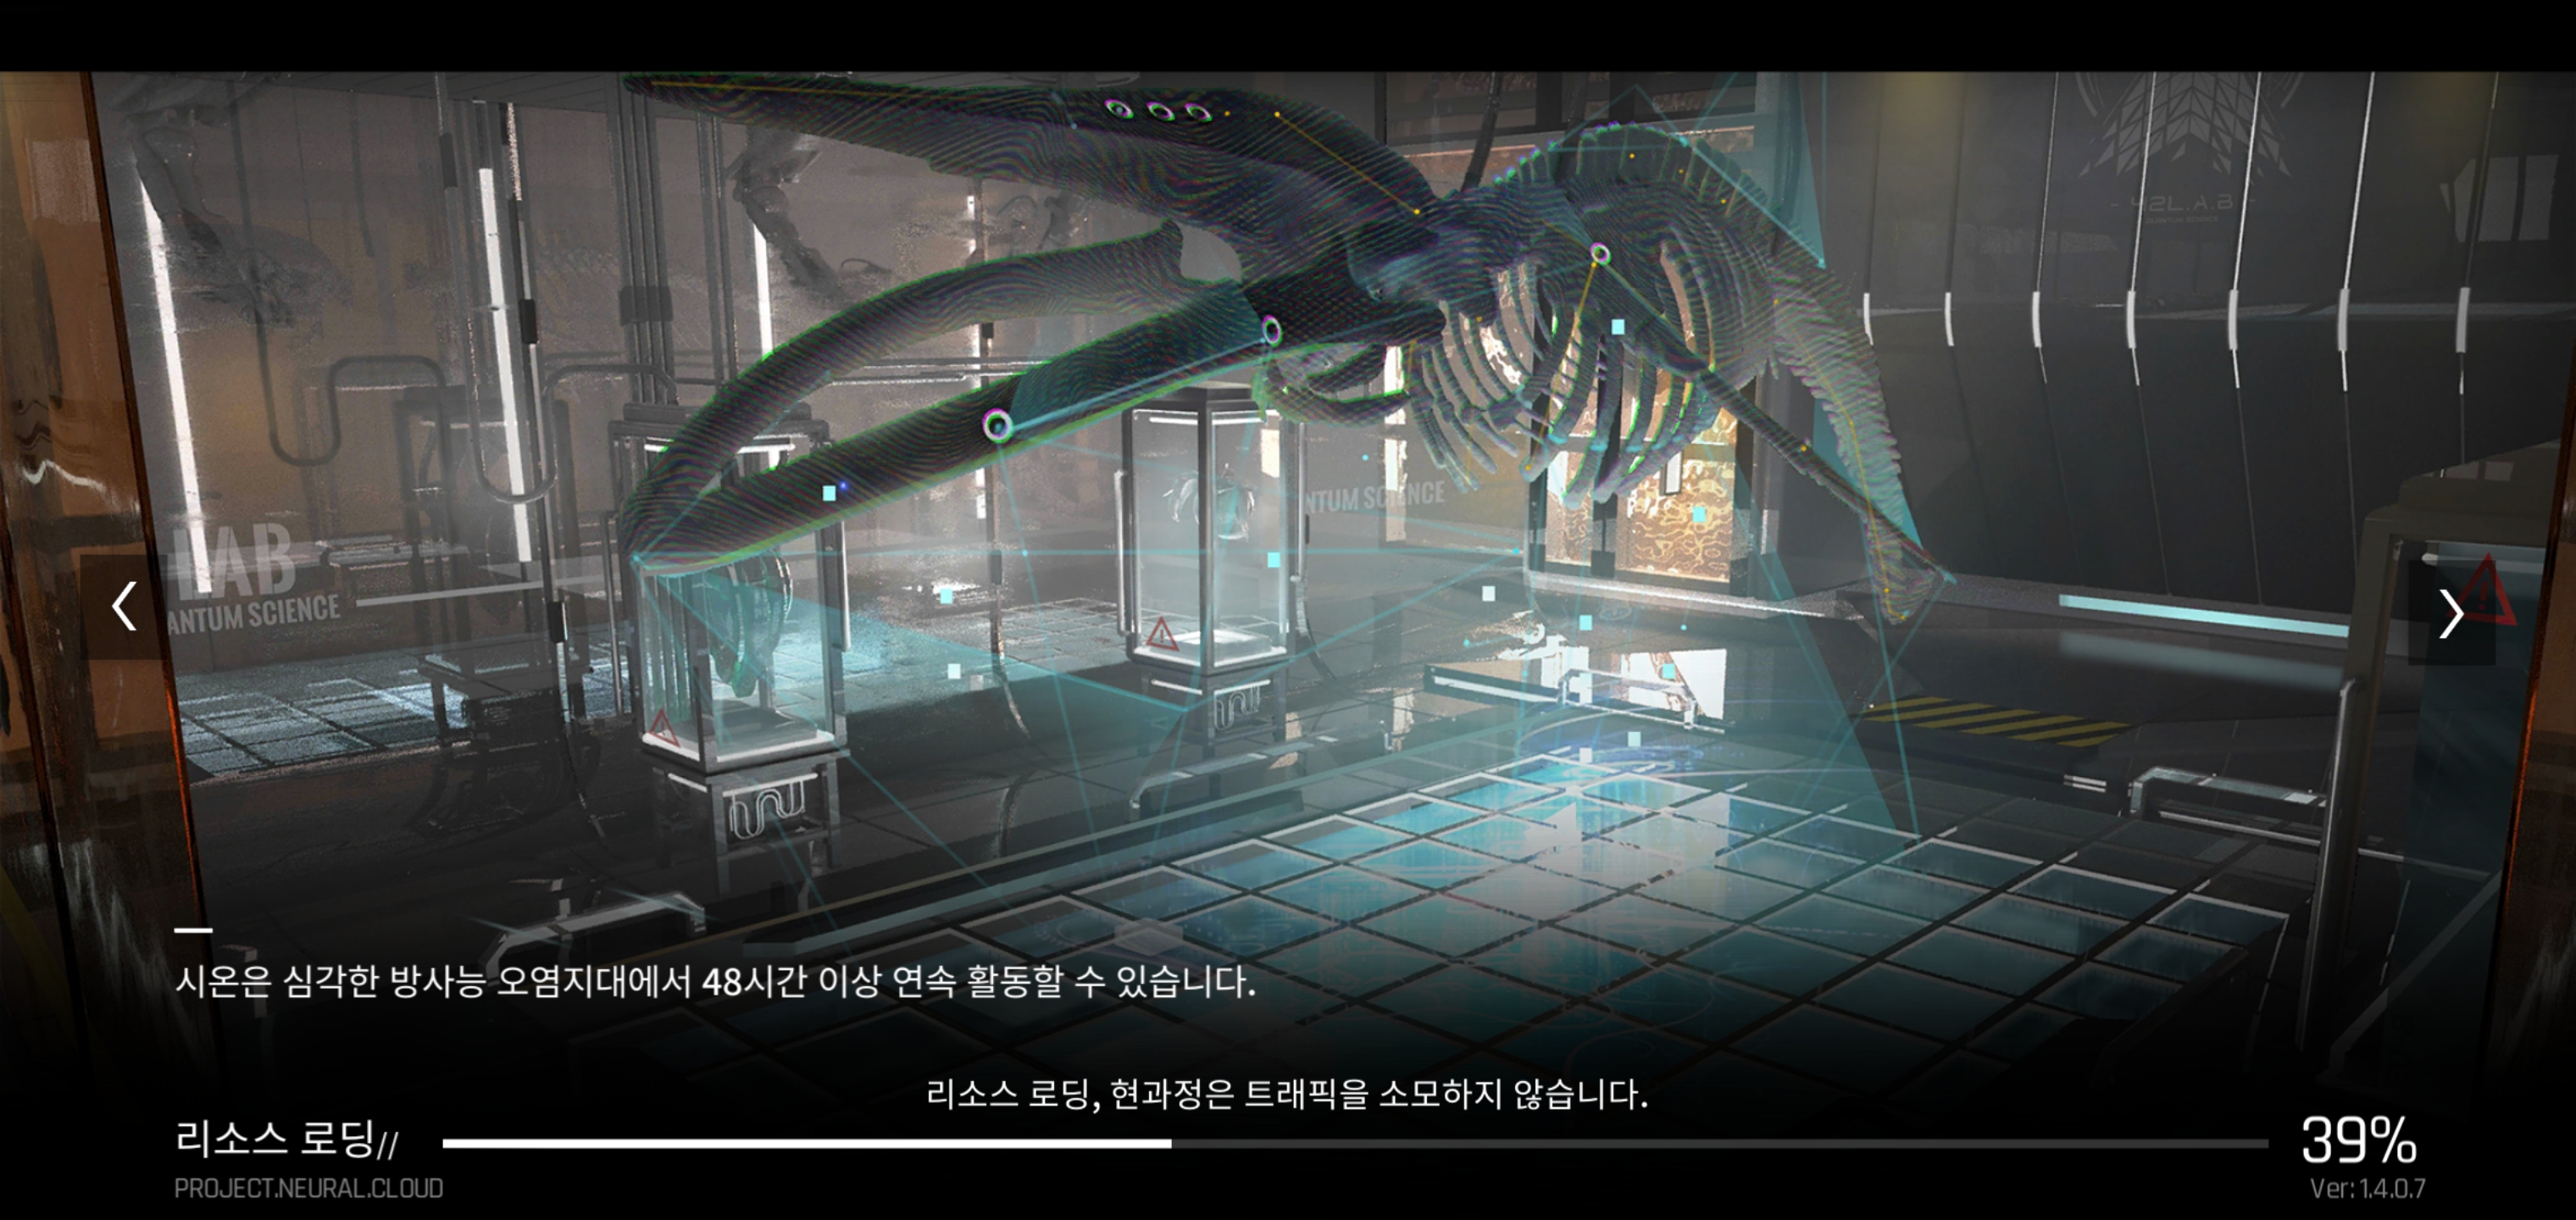 - 42L.A.B -
QUANTUM SCIENCE
NTUM SCIENCE
LAB
ANTUM SCIENCE
시온은 심각한 방사능 오염지대에서 48시간 이상 연속 활동할 수 있습니다.
리소스 로딩, 현과정은 트래픽을 소모하지 않습니다.
리소스 로딩//
39%
PROJECT.NEURAL.CLOUD
Ver:1.4.0.7